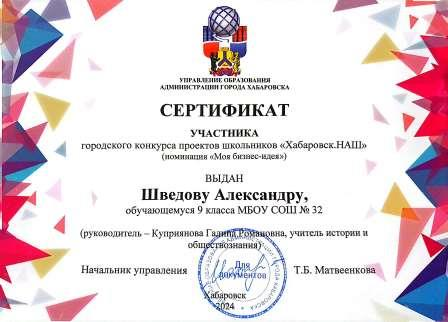 УПРАВЛЕНИЕ ОБРАЗОВАНИЯ
АДМИНИСТРАЦИИ ГОРОДА ХАБАРОВСКА
СЕРТИФИКАТ
УЧАСТНИКА
городского конкурса проектов школьников «Хабаровск.НАШ»
(номинация «Моя бизнес-идея»)
ВЫДАН
Шведову Александру,
обучающемуся 9 класса МБОУ СОШ № 32
(руководитель – Куприянова Галина Романовна, учитель истории и
обществознания)
Начальник управления
Для
документов
Т.Б. Матвеенкова
Хабаровск
2024